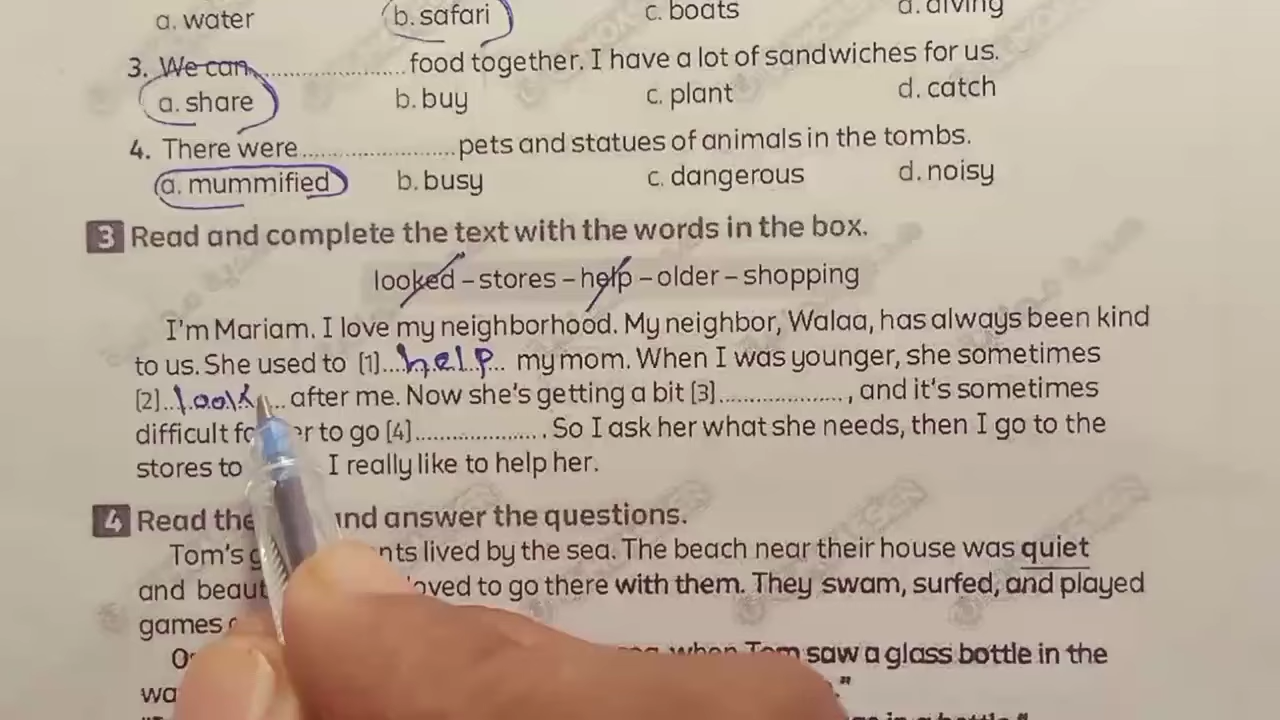 a. water b. safari c. boats d. diving
3. We can ..................... food together. I have a lot of sandwiches for us.
a. share b. buy c. plant d. catch
4. There were ....................... pets and statues of animals in the tombs.
a. mummified b. busy c. dangerous d. noisy
3 Read and complete the text with the words in the box.
looked – stores – help – older – shopping
I'm Mariam. I love my neighborhood. My neighbor, Walaa, has always been kind
to us. She used to [1] help my mom. When I was younger, she sometimes
[2] look after me. Now she's getting a bit [3] ..................., and it's sometimes
difficult to go [4] ................... . So I ask her what she needs, then I go to the
stores to I really like to help her.
4 Read the and answer the questions.
Tom's lived by the sea. The beach near their house was quiet
and to go there with them. They swam, surfed, and played
games
when Tom saw a glass bottle in the
in a bottle."